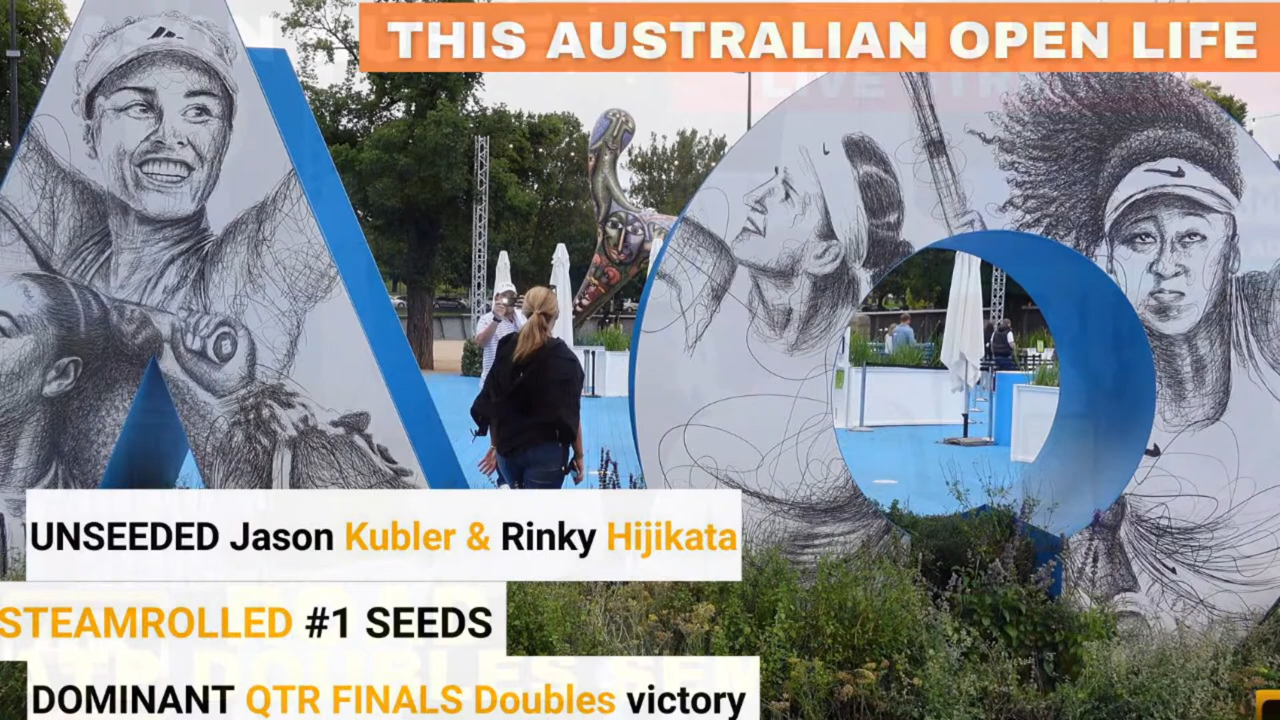 THIS AUSTRALIAN OPEN LIFE
UNSEEDED Jason Kubler & Rinky Hijikata
STEAMROLLED #1 SEEDS
DOMINANT QTR FINALS Doubles victory